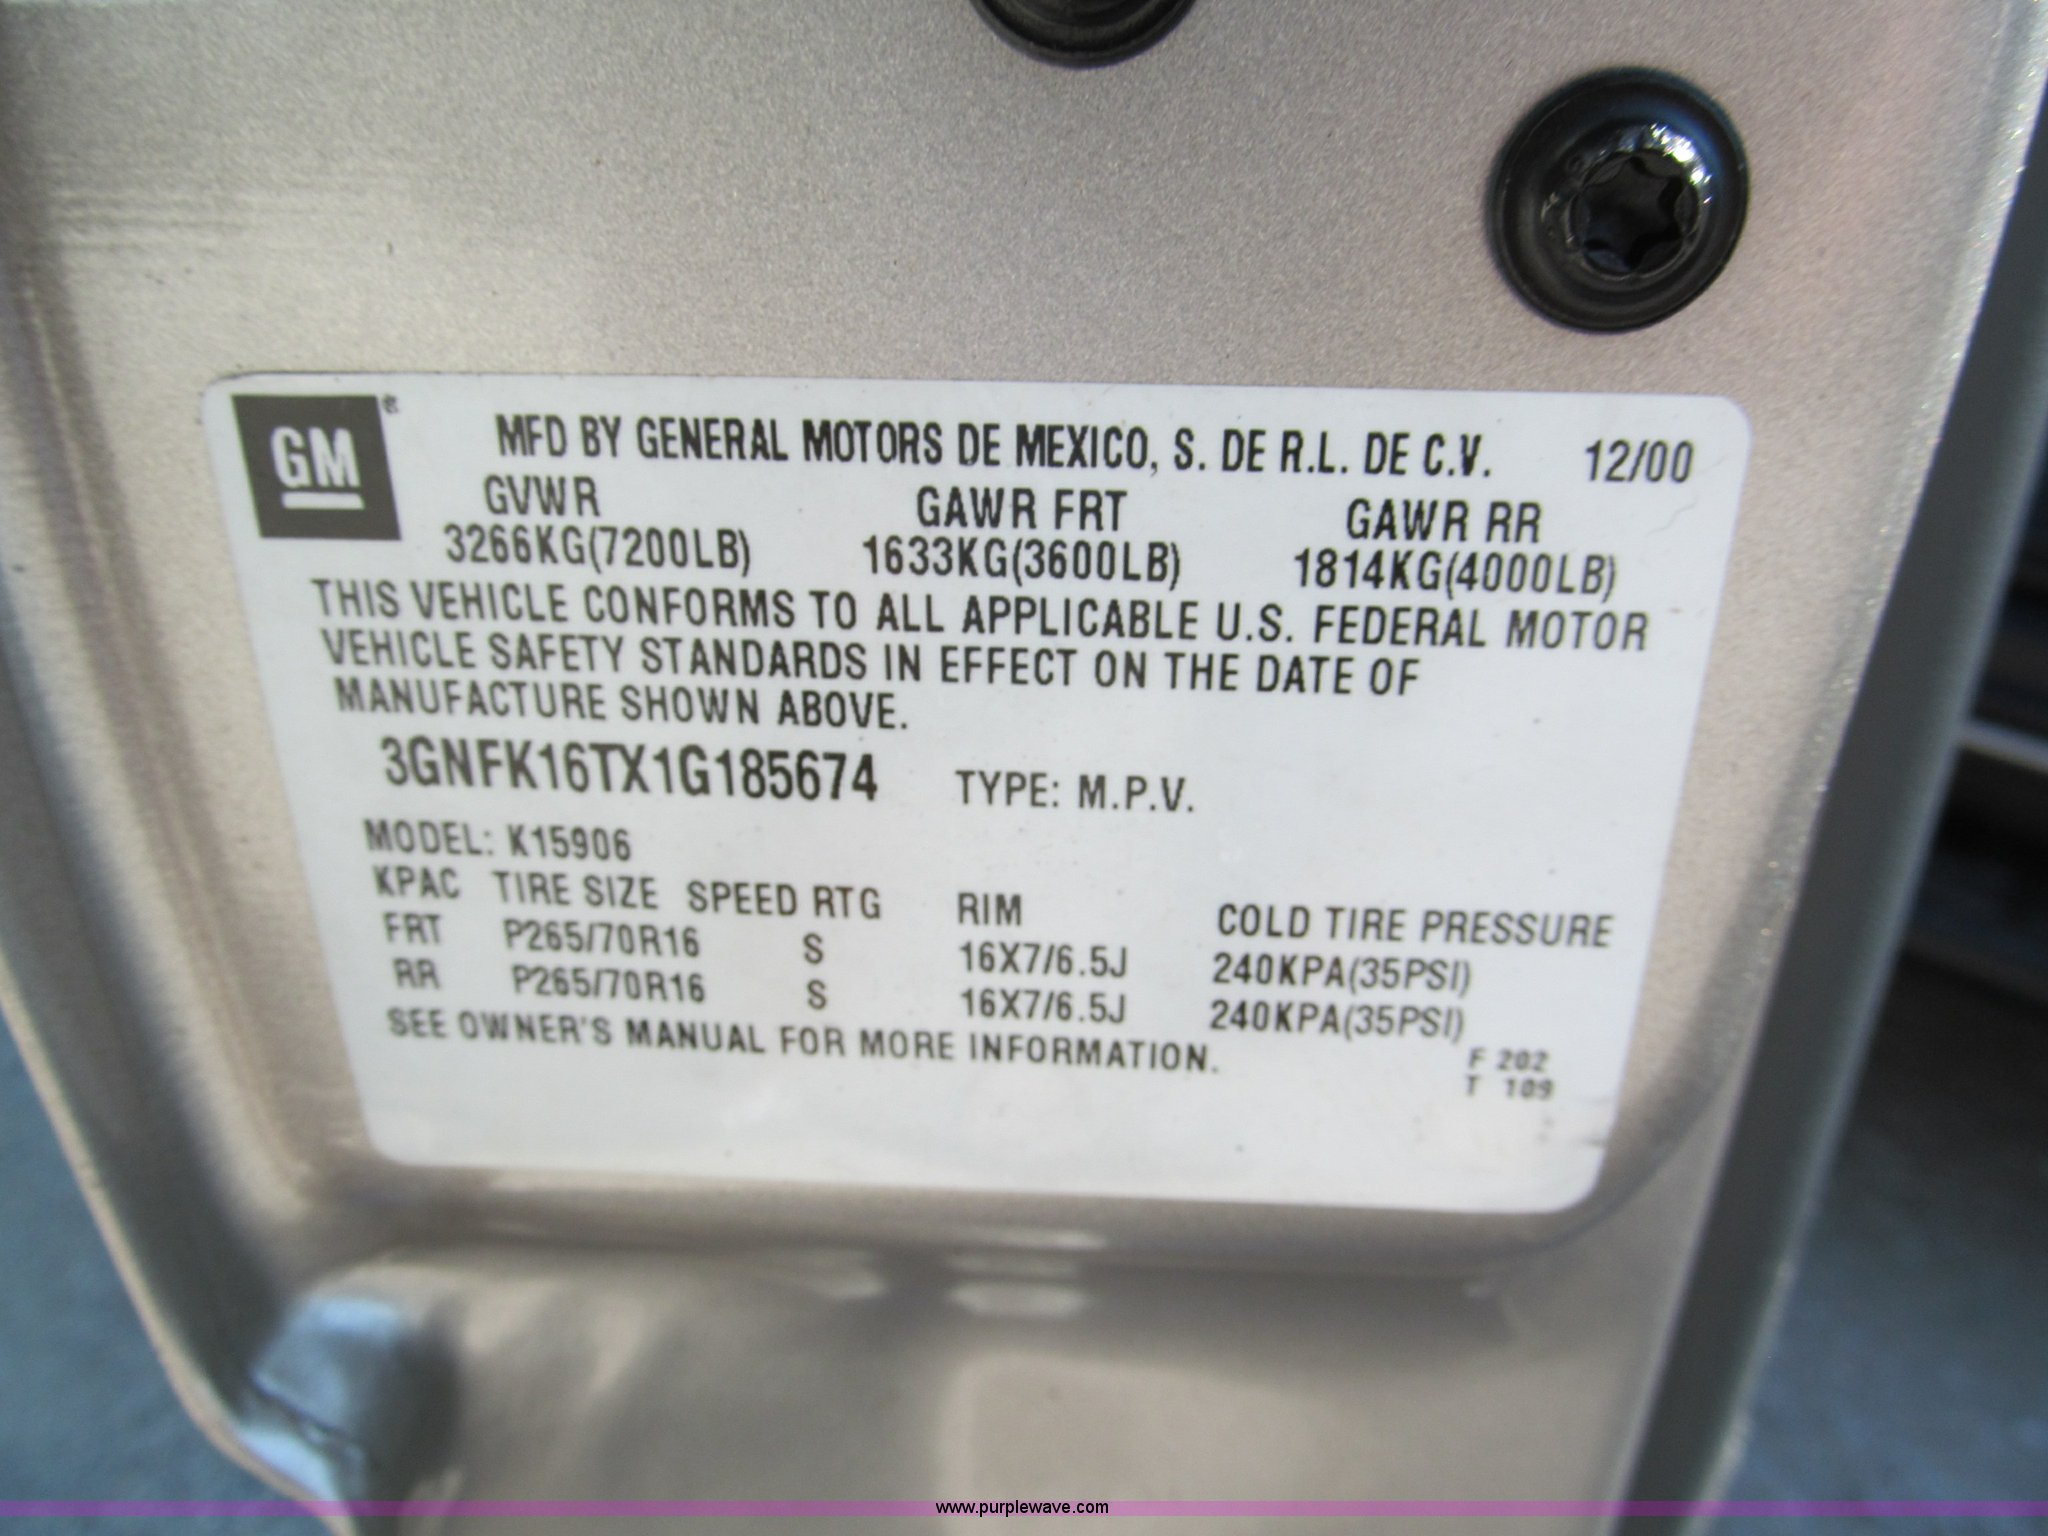 GM®
MFD BY GENERAL MOTORS DE MEXICO, S. DE R.L. DE C.V. 12/00
GVWR GAWR FRT GAWR RR
3266KG(7200LB) 1633KG(3600LB) 1814KG(4000LB)
THIS VEHICLE CONFORMS TO ALL APPLICABLE U.S. FEDERAL MOTOR
VEHICLE SAFETY STANDARDS IN EFFECT ON THE DATE OF
MANUFACTURE SHOWN ABOVE.
3GNFK16TX1G185674 TYPE: M.P.V.
MODEL: K15906
KPAC TIRE SIZE SPEED RTG RIM COLD TIRE PRESSURE
FRT P265/70R16 S 16X7/6.5J 240KPA(35PSI)
RR P265/70R16 S 16X7/6.5J 240KPA(35PSI)
SEE OWNER'S MANUAL FOR MORE INFORMATION.
F 202
T 109
www.purplewave.com